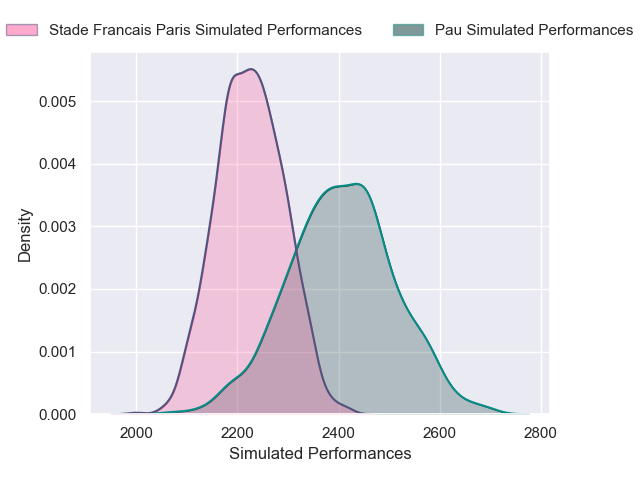 Stade Francais Paris Simulated Performances
Pau Simulated Performances
0.005
0.004
0.003
0.002
0.001
0.000
Density
2000
2200
2400
2600
2800
Simulated Performances